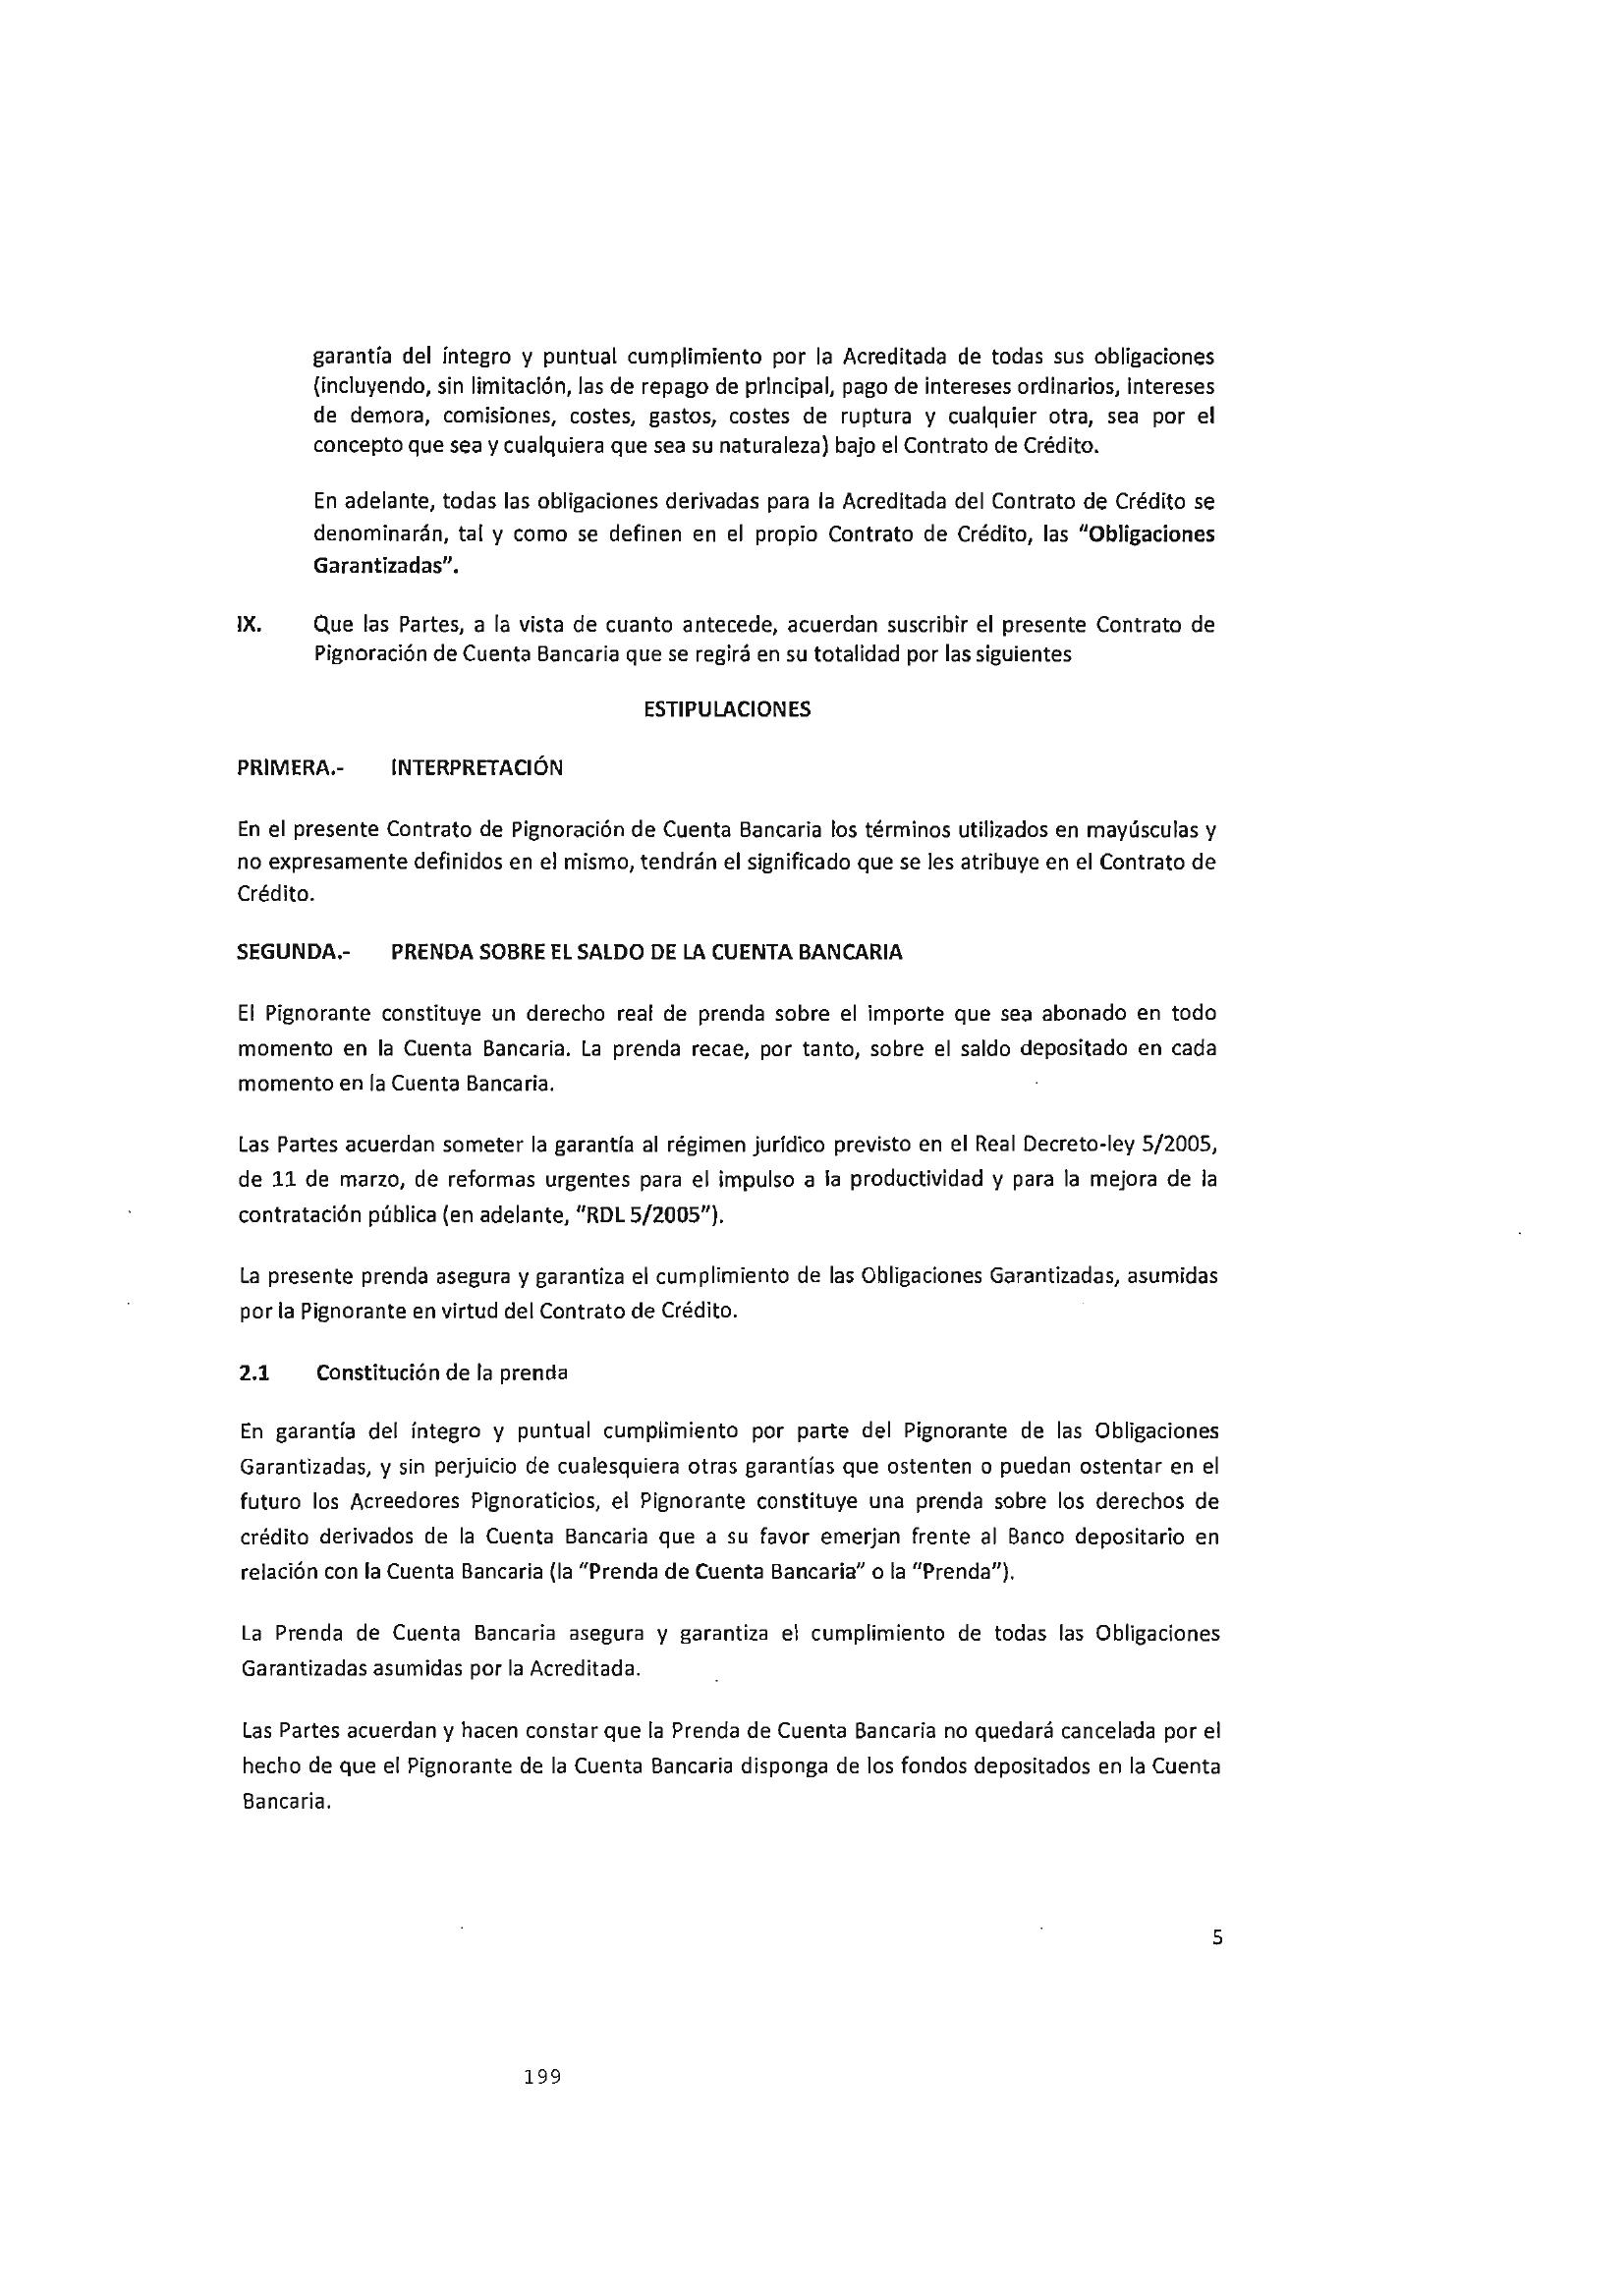 garantía del íntegro y puntual cumplimiento por la Acreditada de todas sus obligaciones
(incluyendo, sin limitación, las de repago de principal, pago de intereses ordinarios, intereses
de demora, comisiones, costes, gastos, costes de ruptura y cualquier otra, sea por el
concepto que sea y cualquiera que sea su naturaleza) bajo el Contrato de Crédito.
En adelante, todas las obligaciones derivadas para la Acreditada del Contrato de Crédito se
denominarán, tal y como se definen en el propio Contrato de Crédito, las "Obligaciones
Garantizadas".
IX. Que las Partes, a la vista de cuanto antecede, acuerdan suscribir el presente Contrato de
Pignoración de Cuenta Bancaria que se regirá en su totalidad por las siguientes
ESTIPULACIONES
PRIMERA.- INTERPRETACIÓN
En el presente Contrato de Pignoración de Cuenta Bancaria los términos utilizados en mayúsculas y
no expresamente definidos en el mismo, tendrán el significado que se les atribuye en el Contrato de
Crédito.
SEGUNDA.- PRENDA SOBRE EL SALDO DE LA CUENTA BANCARIA
El Pignorante constituye un derecho real de prenda sobre el importe que sea abonado en todo
momento en la Cuenta Bancaria. La prenda recae, por tanto, sobre el saldo depositado en cada
momento en la Cuenta Bancaria.
Las Partes acuerdan someter la garantía al régimen jurídico previsto en el Real Decreto-ley 5/2005,
de 11 de marzo, de reformas urgentes para el impulso a la productividad y para la mejora de la
contratación pública (en adelante, "RDL 5/2005").
La presente prenda asegura y garantiza el cumplimiento de las Obligaciones Garantizadas, asumidas
por la Pignorante en virtud del Contrato de Crédito.
2.1 Constitución de la prenda
En garantía del íntegro y puntual cumplimiento por parte del Pignorante de las Obligaciones
Garantizadas, y sin perjuicio de cualesquiera otras garantías que ostenten o puedan ostentar en el
futuro los Acreedores Pignoraticios, el Pignorante constituye una prenda sobre los derechos de
crédito derivados de la Cuenta Bancaria que a su favor emerjan frente al Banco depositario en
relación con la Cuenta Bancaria (la "Prenda de Cuenta Bancaria" o la "Prenda").
La Prenda de Cuenta Bancaria asegura y garantiza el cumplimiento de todas las Obligaciones
Garantizadas asumidas por la Acreditada.
Las Partes acuerdan y hacen constar que la Prenda de Cuenta Bancaria no quedará cancelada por el
hecho de que el Pignorante de la Cuenta Bancaria disponga de los fondos depositados en la Cuenta
Bancaria.
5
199